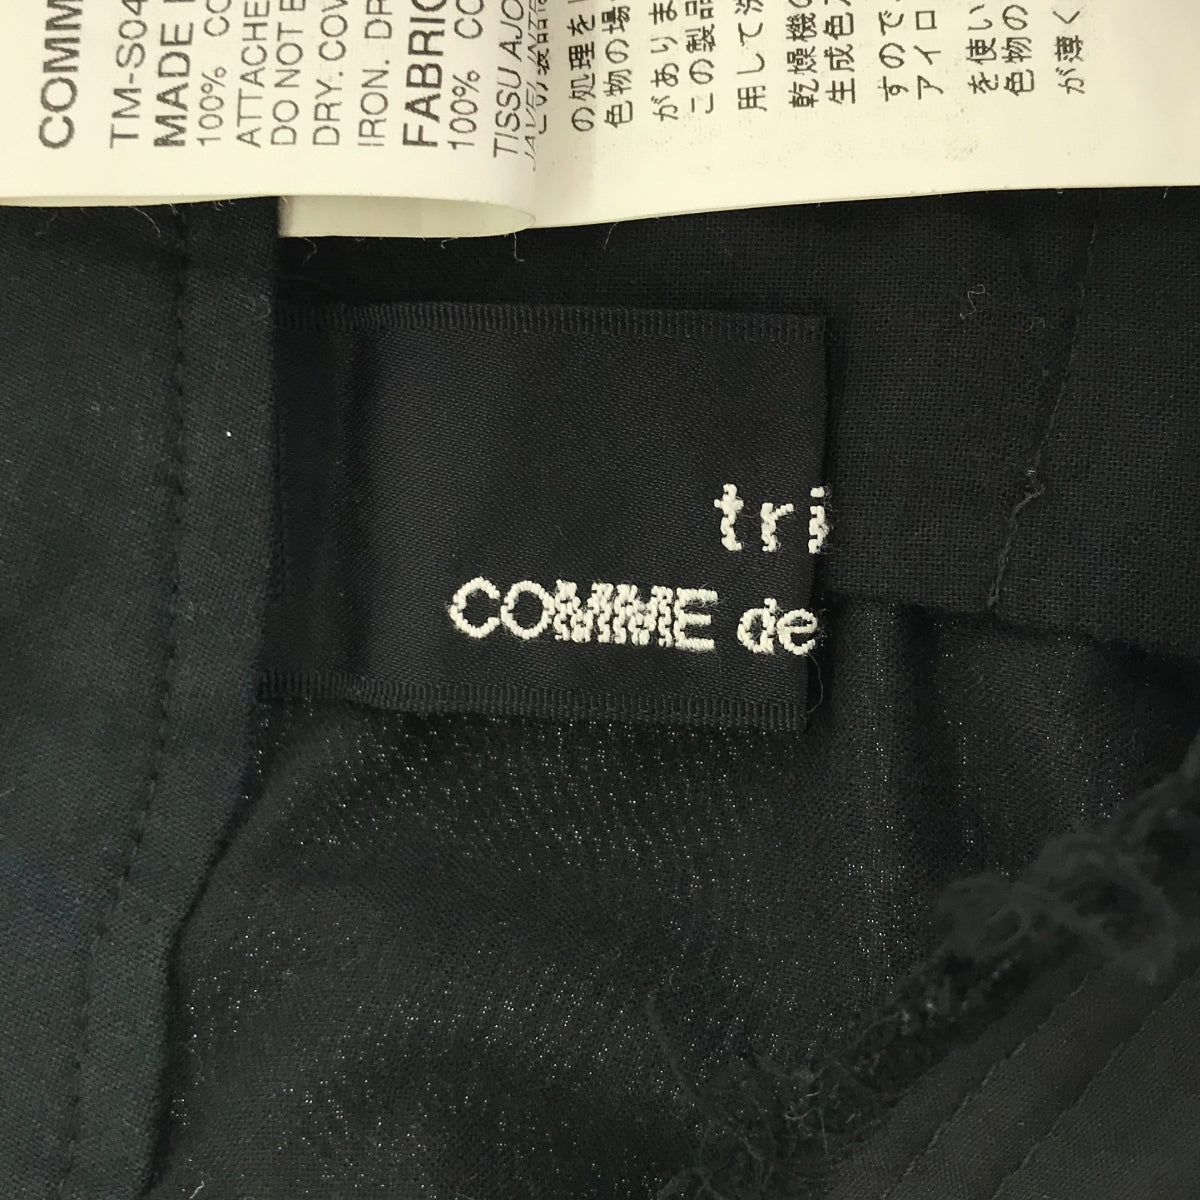 COMM
TM-S04
MADE
100% CO
ATTACHE
DO NOT B
DRY. COV
IRON. DR
FABRIC
100% CO
TISSU AJO
の処理を
色物の場
がありま
この製品
用して洗
乾燥機の
生成色
すので
アイロ
を使い
色物の
が薄く
tri
COMME de